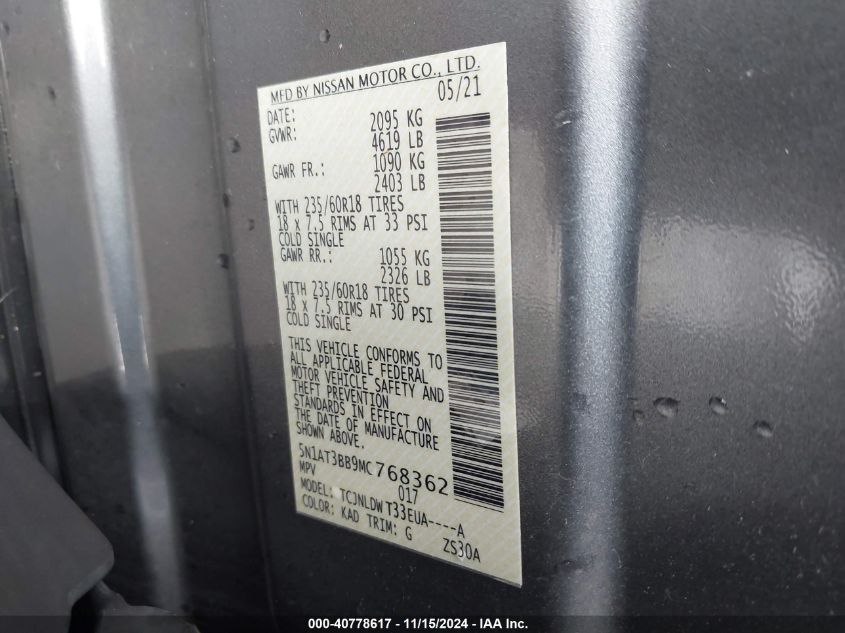 MFD BY NISSAN MOTOR CO., LTD.
DATE: 05/21
GVWR: 2095 KG
4619 LB
GAWR FR.: 1090 KG
2403 LB
WITH 235/60R18 TIRES
18 x 7.5 RIMS AT 33 PSI
COLD SINGLE
GAWR RR.: 1055 KG
2326 LB
WITH 235/60R18 TIRES
18 x 7.5 RIMS AT 30 PSI
COLD SINGLE
THIS VEHICLE CONFORMS TO
ALL APPLICABLE FEDERAL
MOTOR VEHICLE SAFETY AND
THEFT PREVENTION
STANDARDS IN EFFECT ON
THE DATE OF MANUFACTURE
SHOWN ABOVE.
5N1AT3BB9MC768362
MPV 017
MODEL: TCJNLDWT33EUA----A
COLOR: KAD TRIM: G ZS30A
000-40778617 - 11/15/2024 - IAA Inc.